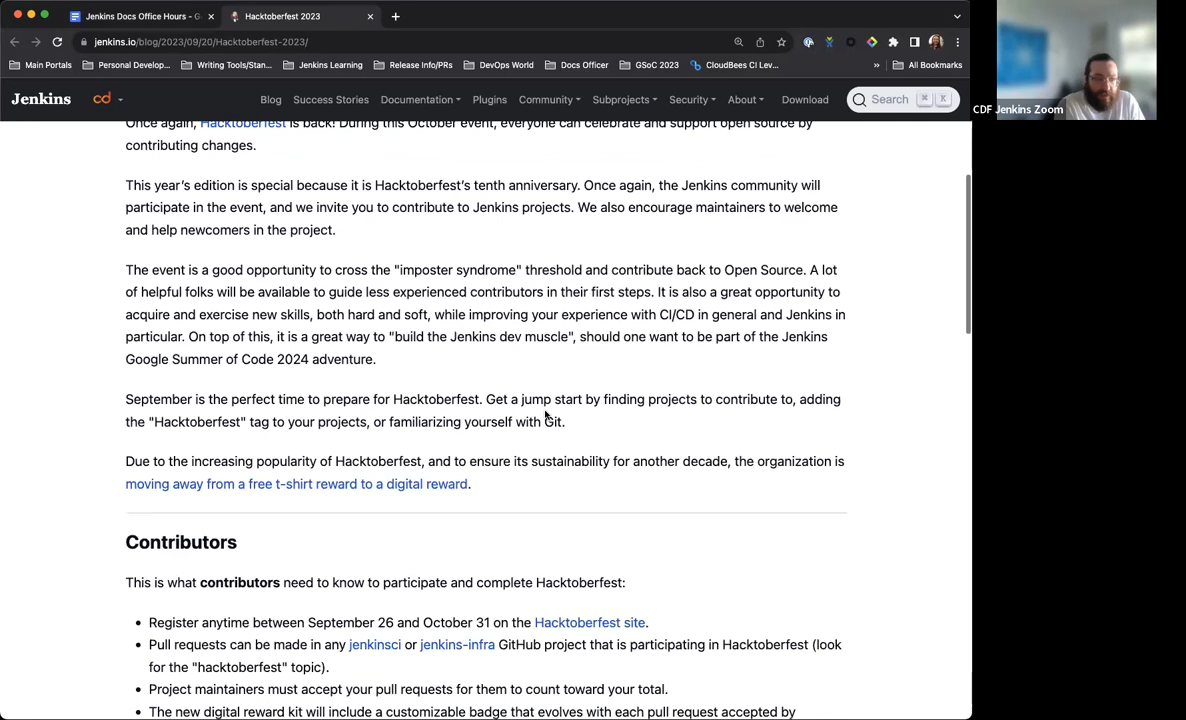 Jenkins Docs Office Hours - G
Hacktoberfest 2023
jenkins.io/blog/2023/09/20/Hacktoberfest-2023/
Main Portals
Personal Develop...
Writing Tools/Stan...
Jenkins Learning
Release Info/PRs
DevOps World
Docs Officer
GSoC 2023
CloudBees CI Lev...
»
All Bookmarks
Jenkins
cd
Blog
Success Stories
Documentation
Plugins
Community
Subprojects
Security
About
Download
Search
⌘
K
CDF Jenkins Zoom
Once again, Hacktoberfest is back! During this October event, everyone can celebrate and support open source by
contributing changes.
This year's edition is special because it is Hacktoberfest's tenth anniversary. Once again, the Jenkins community will
participate in the event, and we invite you to contribute to Jenkins projects. We also encourage maintainers to welcome
and help newcomers in the project.
The event is a good opportunity to cross the "imposter syndrome" threshold and contribute back to Open Source. A lot
of helpful folks will be available to guide less experienced contributors in their first steps. It is also a great opportunity to
acquire and exercise new skills, both hard and soft, while improving your experience with CI/CD in general and Jenkins in
particular. On top of this, it is a great way to "build the Jenkins dev muscle", should one want to be part of the Jenkins
Google Summer of Code 2024 adventure.
September is the perfect time to prepare for Hacktoberfest. Get a jump start by finding projects to contribute to, adding
the "Hacktoberfest" tag to your projects, or familiarizing yourself with Git.
Due to the increasing popularity of Hacktoberfest, and to ensure its sustainability for another decade, the organization is
moving away from a free t-shirt reward to a digital reward.
Contributors
This is what contributors need to know to participate and complete Hacktoberfest:
• Register anytime between September 26 and October 31 on the Hacktoberfest site.
• Pull requests can be made in any jenkinsci or jenkins-infra GitHub project that is participating in Hacktoberfest (look
for the "hacktoberfest" topic).
• Project maintainers must accept your pull requests for them to count toward your total.
• The new digital reward kit will include a customizable badge that evolves with each pull request accepted by